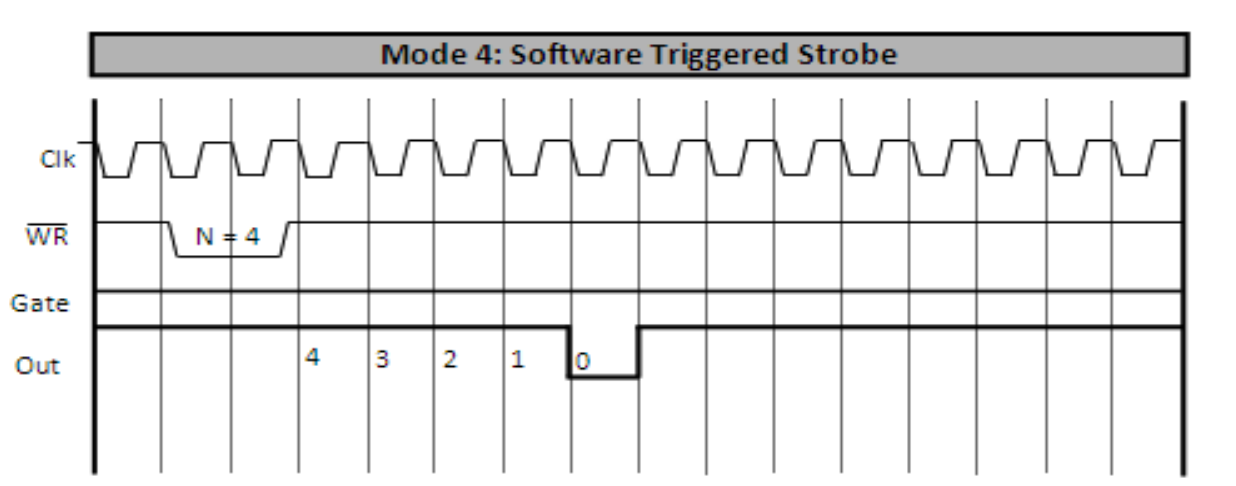 Mode 4: Software Triggered Strobe
Clk
WR
N = 4
Gate
Out
4 3 2 1 0